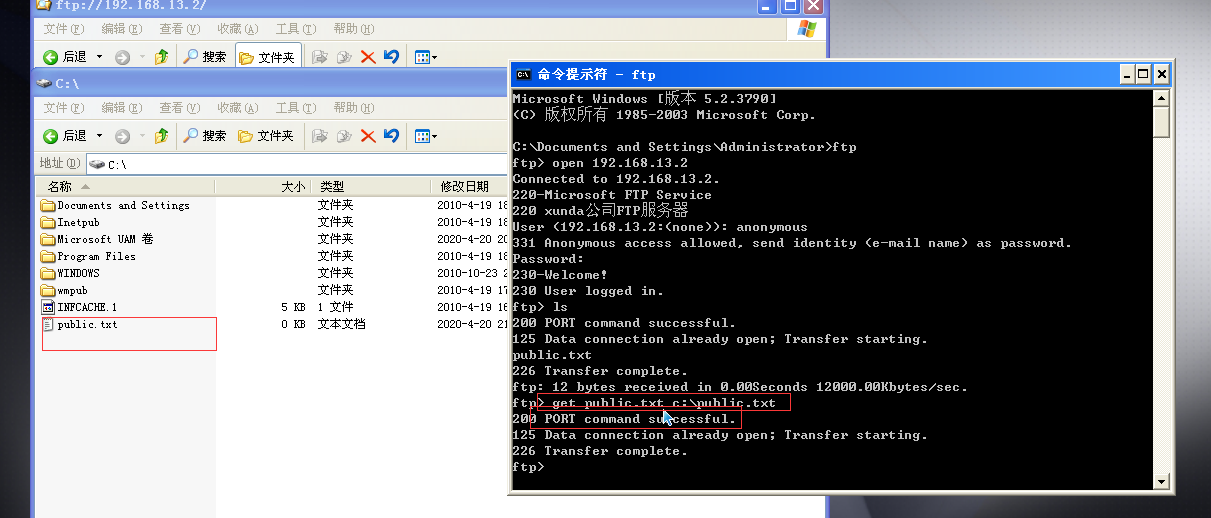 ftp://192.168.13.2/
文件(F) 编辑(E) 查看(V) 收藏(A) 工具(T) 帮助(H)
后退 搜索 文件夹
C:\
文件(F) 编辑(E) 查看(V) 收藏(A) 工具(T) 帮助(H)
后退 搜索 文件夹
地址(D) C:\
名称 大小 类型 修改日期
Documents and Settings 文件夹 2010-4-19 18
Inetpub 文件夹 2010-4-19 18
Microsoft UAM 卷 文件夹 2020-4-20 20
Program Files 文件夹 2010-4-19 18
WINDOWS 文件夹 2010-10-23 2
wmpub 文件夹 2010-4-19 17
INFCACHE.1 5 KB 1 文件 2010-4-19 16
public.txt 0 KB 文本文档 2020-4-20 21
命令提示符 - ftp
Microsoft Windows [版本 5.2.3790]
(C) 版权所有 1985-2003 Microsoft Corp.
C:\Documents and Settings\Administrator>ftp
ftp> open 192.168.13.2
Connected to 192.168.13.2.
220-Microsoft FTP Service
220 xunda公司FTP服务器
User (192.168.13.2:(none)): anonymous
331 Anonymous access allowed, send identity (e-mail name) as password.
Password:
230-Welcome!
230 User logged in.
ftp> ls
200 PORT command successful.
125 Data connection already open; Transfer starting.
public.txt
226 Transfer complete.
ftp: 12 bytes received in 0.00Seconds 12000.00Kbytes/sec.
ftp> get public.txt c:\public.txt
200 PORT command successful.
125 Data connection already open; Transfer starting.
226 Transfer complete.
ftp>